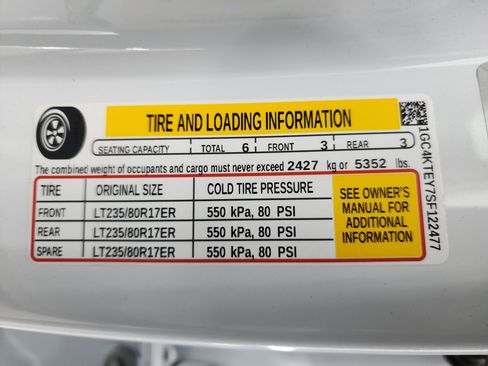 TIRE AND LOADING INFORMATION
SEATING CAPACITY TOTAL 6 FRONT 3 REAR 3
The combined weight of occupants and cargo must never exceed 2427 kg or 5352 lbs.
TIRE ORIGINAL SIZE COLD TIRE PRESSURE
FRONT LT235/80R17ER 550 kPa, 80 PSI
REAR LT235/80R17ER 550 kPa, 80 PSI
SPARE LT235/80R17ER 550 kPa, 80 PSI
SEE OWNER'S
MANUAL FOR
ADDITIONAL
INFORMATION
1GC4KTEY7SF122477